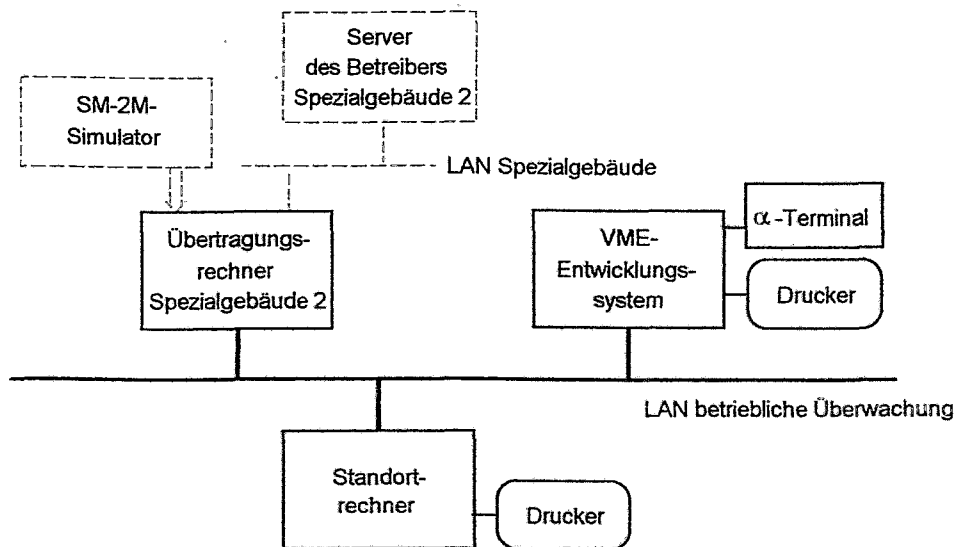 Server
des Betreibers
Spezialgebäude 2
SM-2M-
Simulator
LAN Spezialgebäude
Übertragungs-
rechner
Spezialgebäude 2
VME-
Entwicklungs-
system
α-Terminal
Drucker
LAN betriebliche Überwachung
Standort-
rechner
Drucker